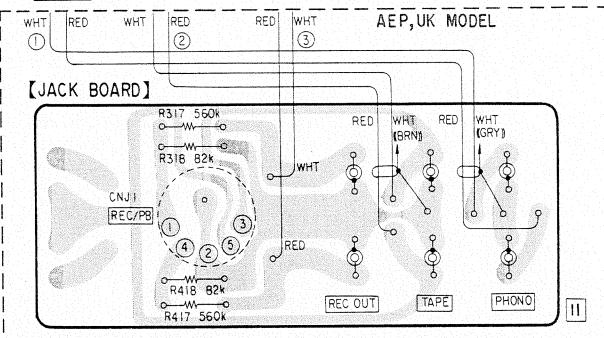 AEP, UK MODEL
WHT RED WHT RED RED WHT
1 2 3
【JACK BOARD】
R317 560k
R318 82k
RED WHT (BRN) RED WHT (GRY)
WHT
CNJ1
REC/PB
1 4 2 5 3
RED
R418 82k
R417 560k
REC OUT TAPE PHONO
11